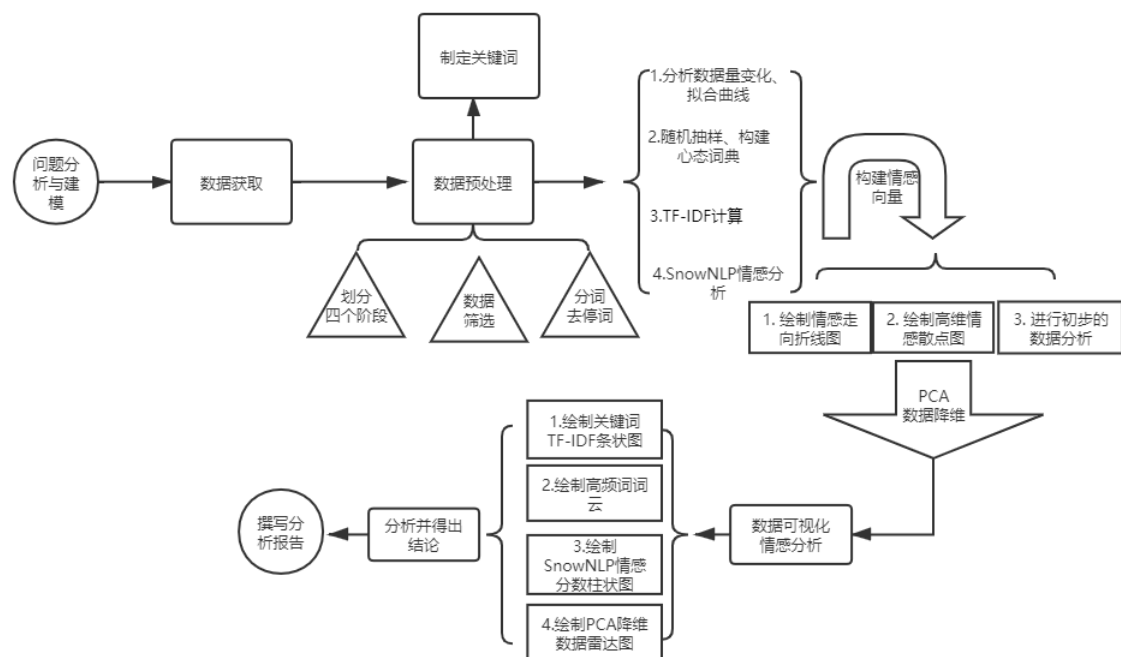 制定关键词
问题分
析与建
模
数据获取
数据预处理
划分
四个阶段
数据
筛选
分词
去停词
1.分析数据量变化、
拟合曲线
2.随机抽样、构建
心态词典
3.TF-IDF计算
4.SnowNLP情感分
析
构建情感
向量
1. 绘制情感走
向折线图
2. 绘制高维情
感散点图
3. 进行初步的
数据分析
PCA
数据降维
数据可视化
情感分析
1.绘制关键词
TF-IDF条状图
2.绘制高频词词
云
3.绘制
SnowNLP情感
分数柱状图
4.绘制PCA降维
数据雷达图
分析并得出
结论
撰写分
析报告